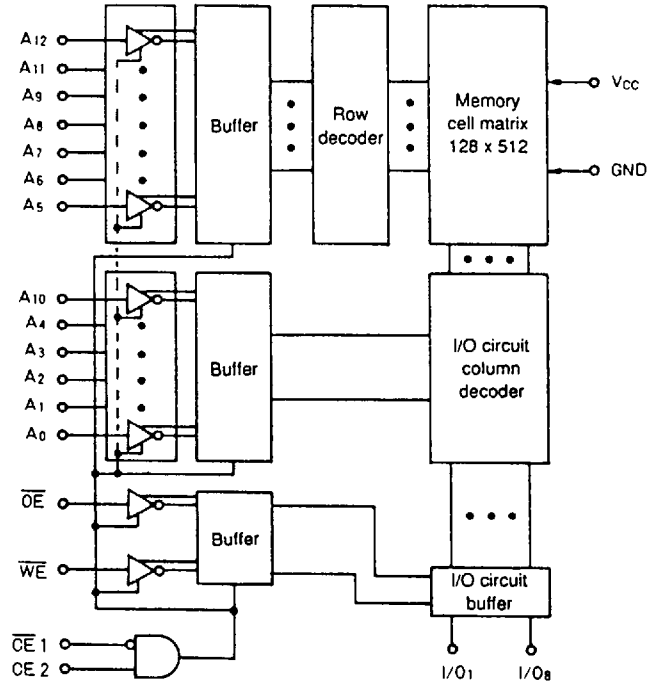 A12
A11
A9
A8
A7
A6
A5
Buffer
Row
decoder
Memory
cell matrix
128 x 512
VCC
GND
A10
A4
A3
A2
A1
A0
Buffer
I/O circuit
column
decoder
OE
WE
Buffer
I/O circuit
buffer
CE 1
CE 2
I/O1
I/O8